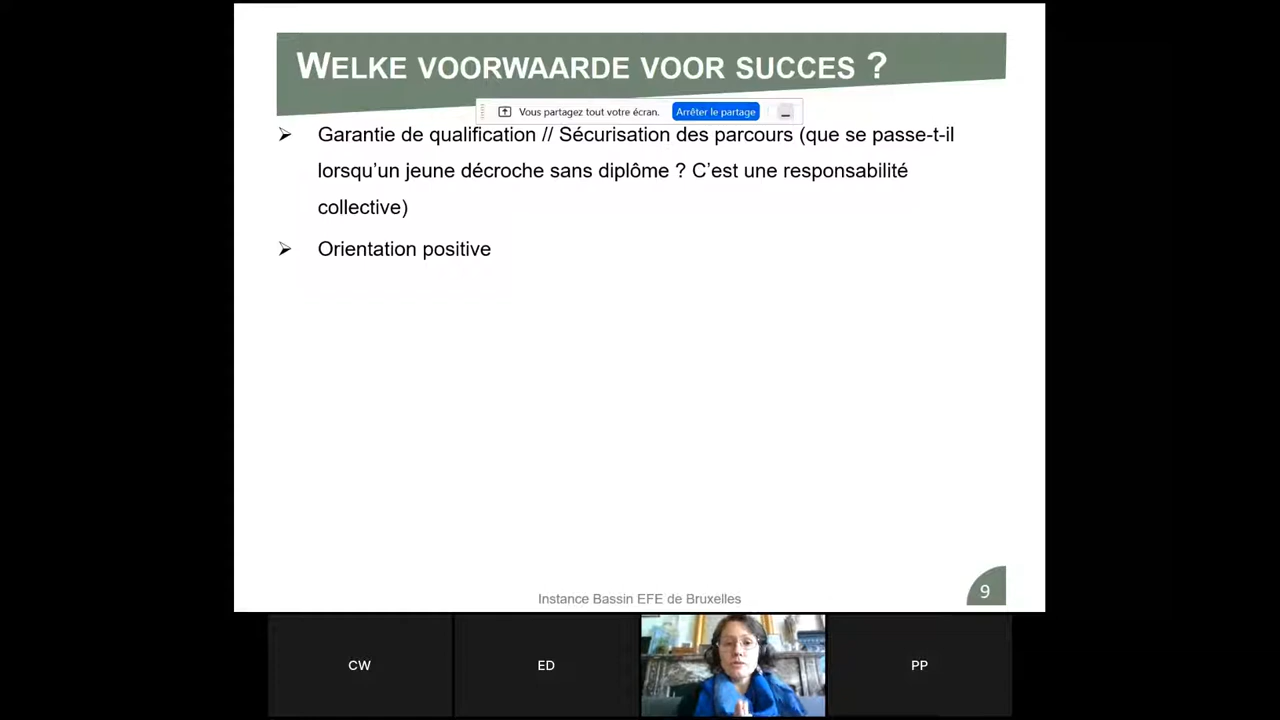 WELKE VOORWAARDE VOOR SUCCES ?
Vous partagez tout votre écran. Arrêter le partage
Garantie de qualification // Sécurisation des parcours (que se passe-t-il
lorsqu’un jeune décroche sans diplôme ? C’est une responsabilité
collective)
Orientation positive
Instance Bassin EFE de Bruxelles
9
CW
ED
PP